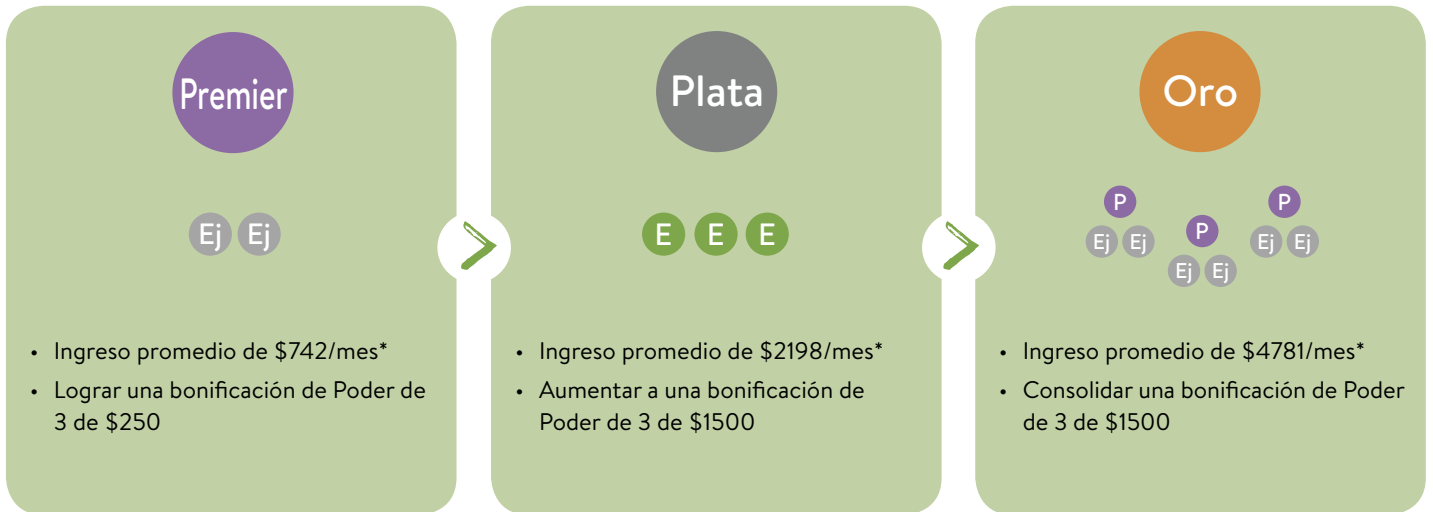 Premier
Ej Ej
• Ingreso promedio de $742/mes*
• Lograr una bonificación de Poder de
3 de $250
Plata
E E E
• Ingreso promedio de $2198/mes*
• Aumentar a una bonificación de
Poder de 3 de $1500
Oro
P P P
Ej Ej Ej Ej Ej Ej
• Ingreso promedio de $4781/mes*
• Consolidar una bonificación de Poder
de 3 de $1500